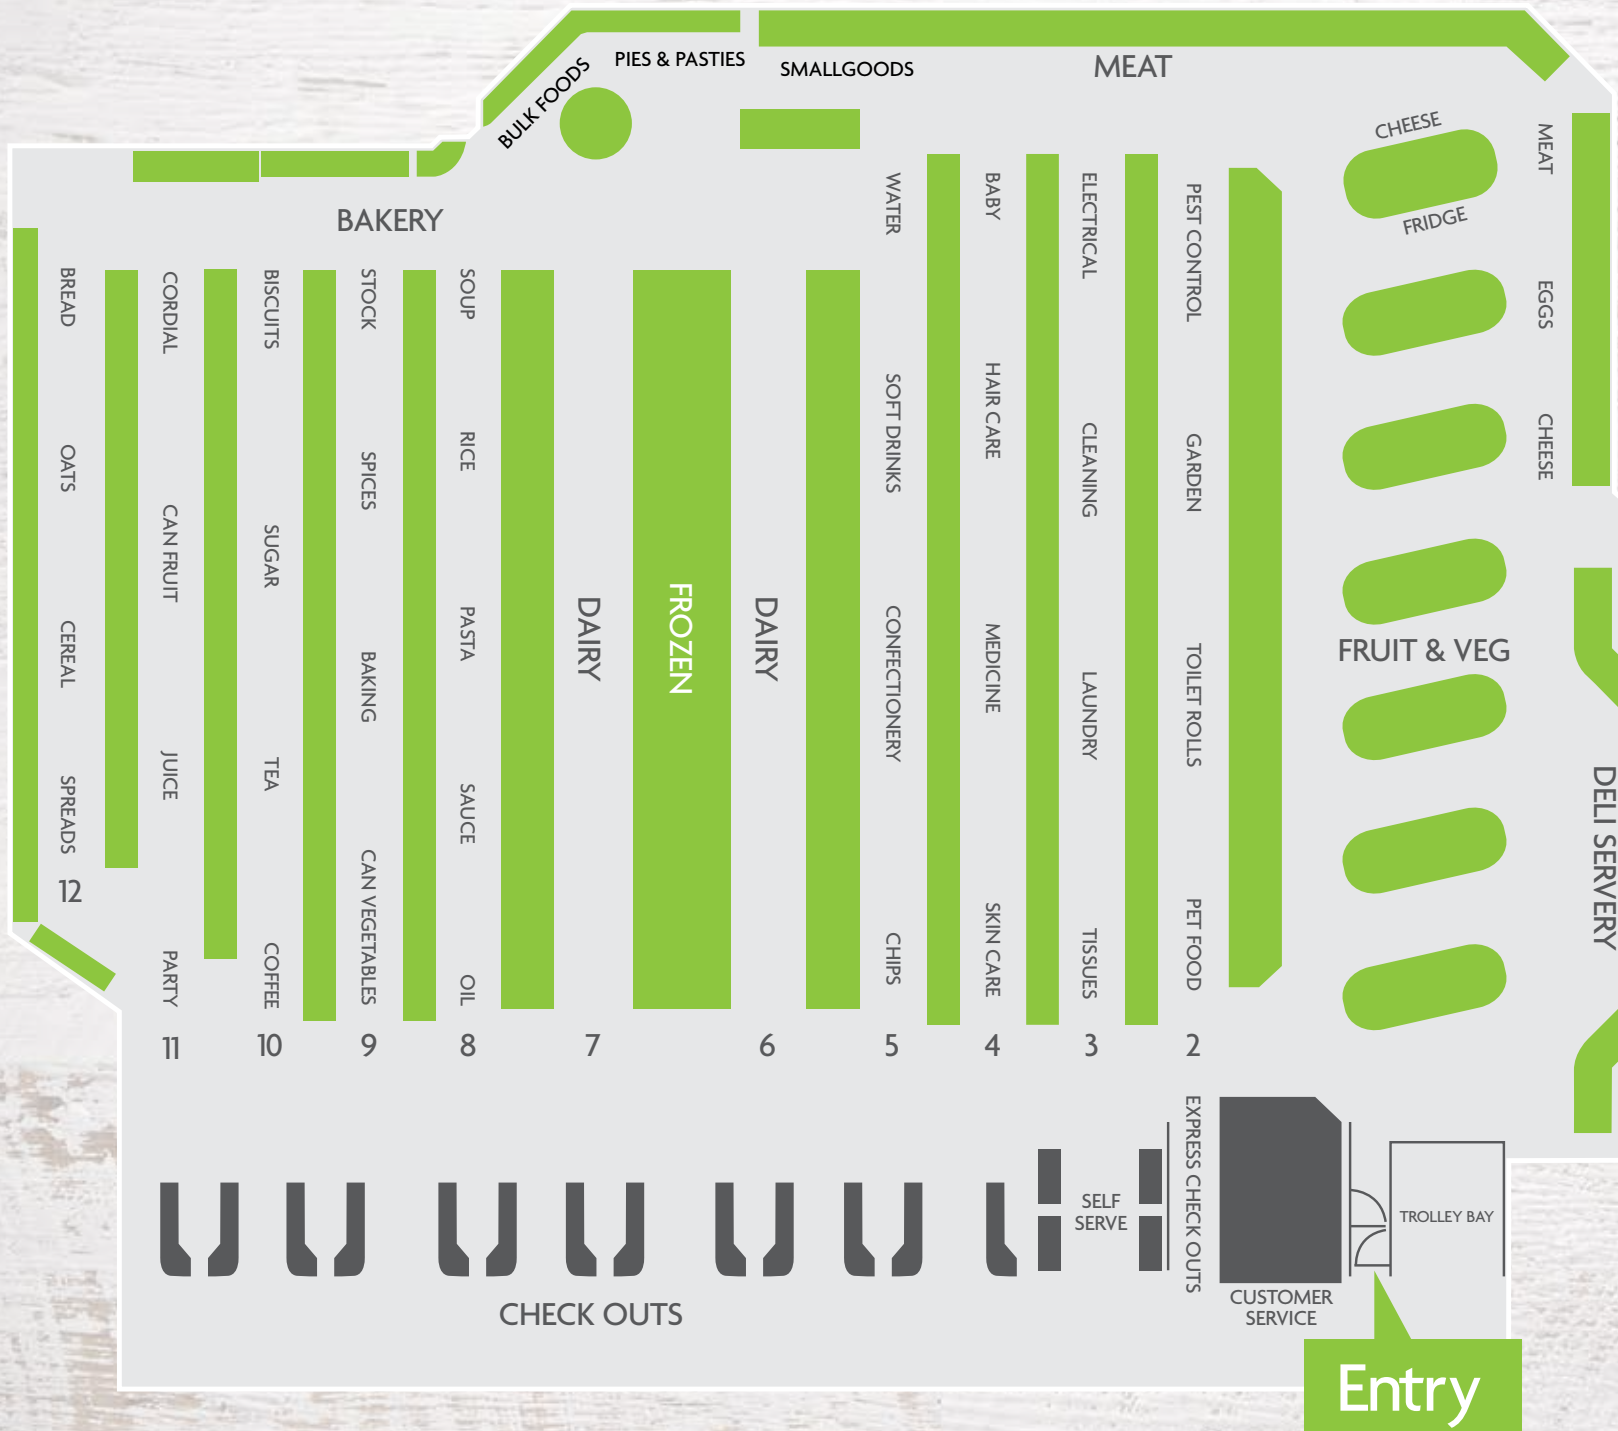 PIES & PASTIES
SMALLGOODS
MEAT
BULK FOODS
BAKERY
CHEESE
FRIDGE
MEAT
EGGS
CHEESE
BREAD
OATS
CEREAL
SPREADS
12
CORDIAL
CAN FRUIT
JUICE
PARTY
11
BISCUITS
SUGAR
TEA
COFFEE
10
STOCK
SPICES
BAKING
CAN VEGETABLES
9
SOUP
RICE
PASTA
SAUCE
OIL
8
DAIRY
7
FROZEN
DAIRY
6
WATER
SOFT DRINKS
CONFECTIONERY
CHIPS
5
BABY
HAIR CARE
MEDICINE
SKIN CARE
4
ELECTRICAL
CLEANING
LAUNDRY
TISSUES
3
PEST CONTROL
GARDEN
TOILET ROLLS
PET FOOD
2
FRUIT & VEG
DELI SERVERY
CHECK OUTS
SELF
SERVE
EXPRESS CHECK OUTS
CUSTOMER
SERVICE
TROLLEY BAY
Entry